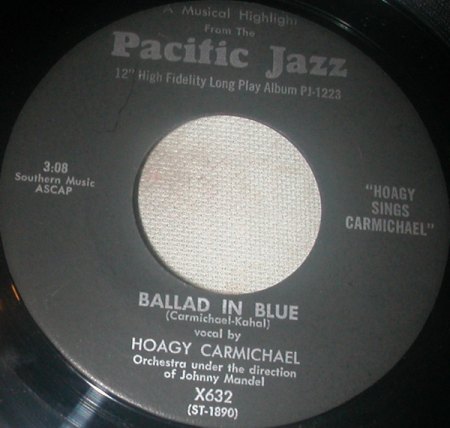 A Musical Highlight
From The
Pacific Jazz
12" High Fidelity Long Play Album PJ-1223
3:08
Southern Music
ASCAP
"HOAGY
SINGS
CARMICHAEL"
BALLAD IN BLUE
(Carmichael-Kahal)
vocal by
HOAGY CARMICHAEL
Orchestra under the direction
of Johnny Mandel
X632
(ST-1890)